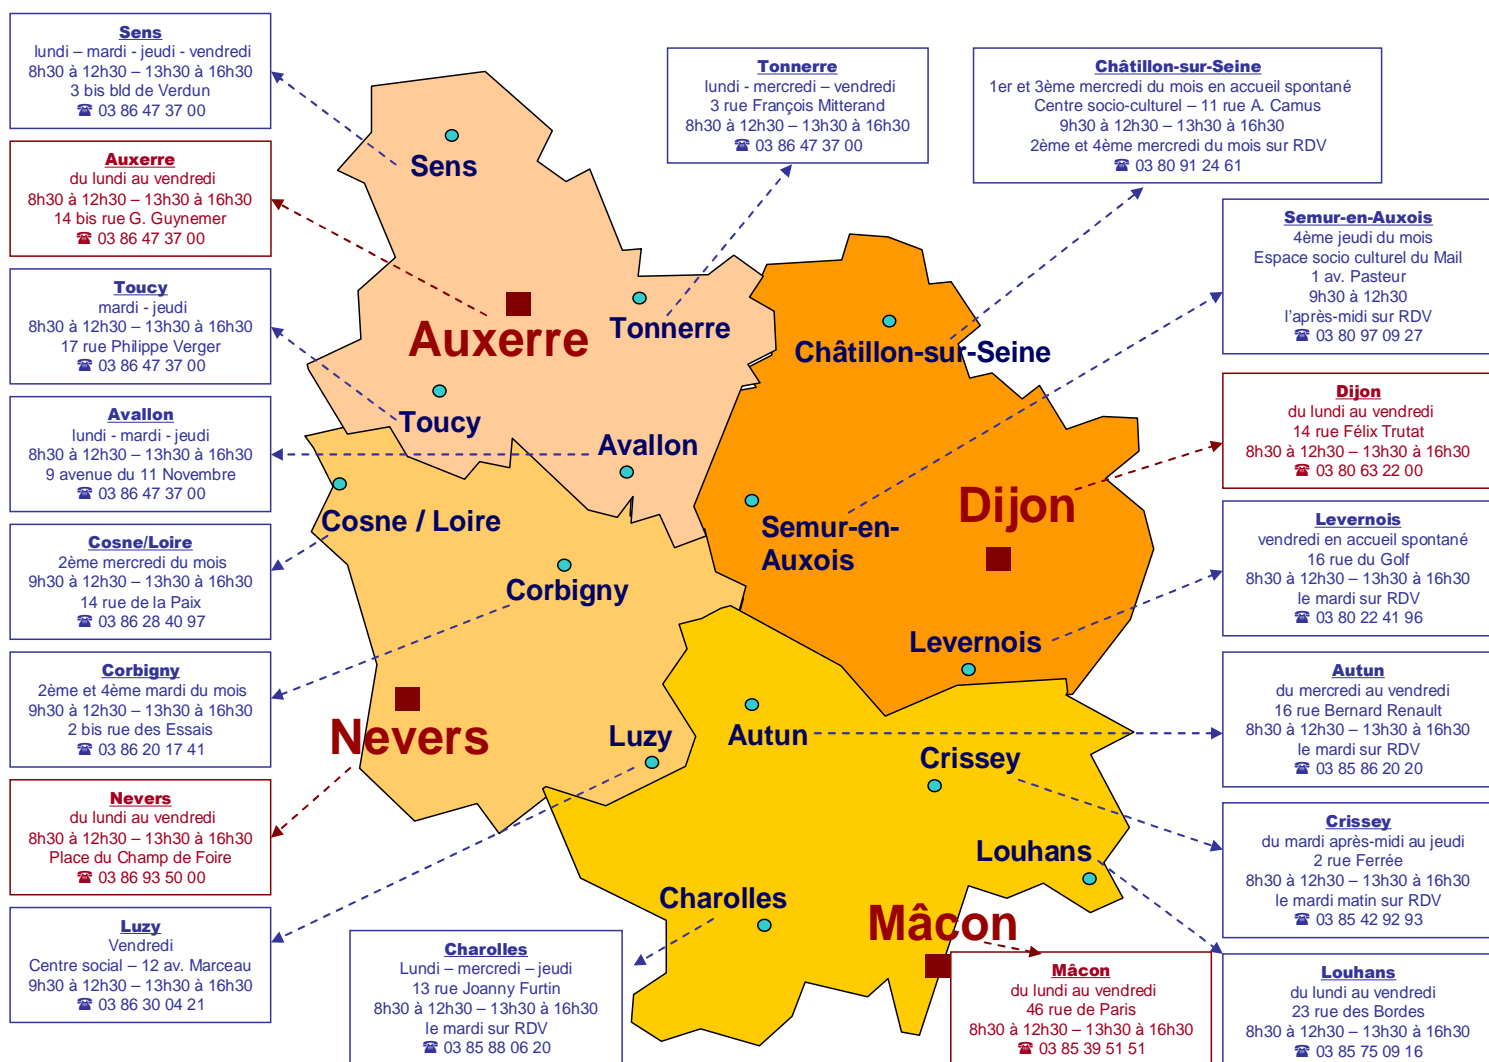 Sens
lundi – mardi - jeudi - vendredi
8h30 à 12h30 – 13h30 à 16h30
3 bis bld de Verdun
☎ 03 86 47 37 00
Auxerre
du lundi au vendredi
8h30 à 12h30 – 13h30 à 16h30
14 bis rue G. Guynemer
☎ 03 86 47 37 00
Toucy
mardi - jeudi
8h30 à 12h30 – 13h30 à 16h30
17 rue Philippe Verger
☎ 03 86 47 37 00
Avallon
lundi - mardi - jeudi
8h30 à 12h30 – 13h30 à 16h30
9 avenue du 11 Novembre
☎ 03 86 47 37 00
Cosne/Loire
2ème mercredi du mois
9h30 à 12h30 – 13h30 à 16h30
14 rue de la Paix
☎ 03 86 28 40 97
Corbigny
2ème et 4ème mardi du mois
9h30 à 12h30 – 13h30 à 16h30
2 bis rue des Essais
☎ 03 86 20 17 41
Nevers
du lundi au vendredi
8h30 à 12h30 – 13h30 à 16h30
Place du Champ de Foire
☎ 03 86 93 50 00
Luzy
Vendredi
Centre social – 12 av. Marceau
9h30 à 12h30 – 13h30 à 16h30
☎ 03 86 30 04 21
Tonnerre
lundi - mercredi – vendredi
3 rue François Mitterand
8h30 à 12h30 – 13h30 à 16h30
☎ 03 86 47 37 00
Châtillon-sur-Seine
1er et 3ème mercredi du mois en accueil spontané
Centre socio-culturel – 11 rue A. Camus
9h30 à 12h30 – 13h30 à 16h30
2ème et 4ème mercredi du mois sur RDV
☎ 03 80 91 24 61
Sens
Auxerre
Tonnerre
Châtillon-sur-Seine
Toucy
Avallon
Cosne / Loire
Semur-en-
Auxois
Dijon
Corbigny
Levernois
Nevers
Luzy
Autun
Crissey
Louhans
Charolles
Mâcon
Charolles
Lundi – mercredi – jeudi
13 rue Joanny Furtin
8h30 à 12h30 – 13h30 à 16h30
le mardi sur RDV
☎ 03 85 88 06 20
Mâcon
du lundi au vendredi
46 rue de Paris
8h30 à 12h30 – 13h30 à 16h30
☎ 03 85 39 51 51
Semur-en-Auxois
4ème jeudi du mois
Espace socio culturel du Mail
1 av. Pasteur
9h30 à 12h30
l'après-midi sur RDV
☎ 03 80 97 09 27
Dijon
du lundi au vendredi
14 rue Félix Trutat
8h30 à 12h30 – 13h30 à 16h30
☎ 03 80 63 22 00
Levernois
vendredi en accueil spontané
16 rue du Golf
8h30 à 12h30 – 13h30 à 16h30
le mardi sur RDV
☎ 03 80 22 41 96
Autun
du mercredi au vendredi
16 rue Bernard Renault
8h30 à 12h30 – 13h30 à 16h30
le mardi sur RDV
☎ 03 85 86 20 20
Crissey
du mardi après-midi au jeudi
2 rue Ferrée
8h30 à 12h30 – 13h30 à 16h30
le mardi matin sur RDV
☎ 03 85 42 92 93
Louhans
du lundi au vendredi
23 rue des Bordes
8h30 à 12h30 – 13h30 à 16h30
☎ 03 85 75 09 16